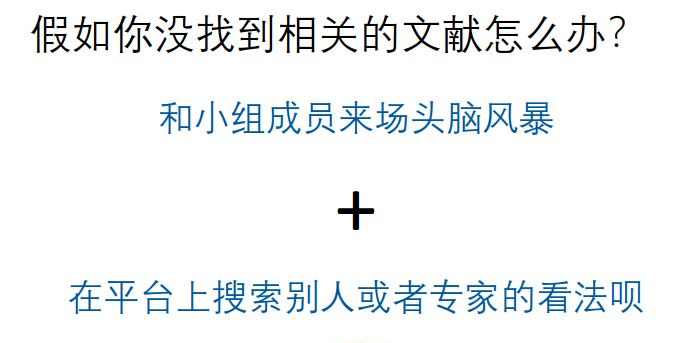 假如你没找到相关的文献怎么办？
和小组成员来场头脑风暴
+
在平台上搜索别人或者专家的看法呗